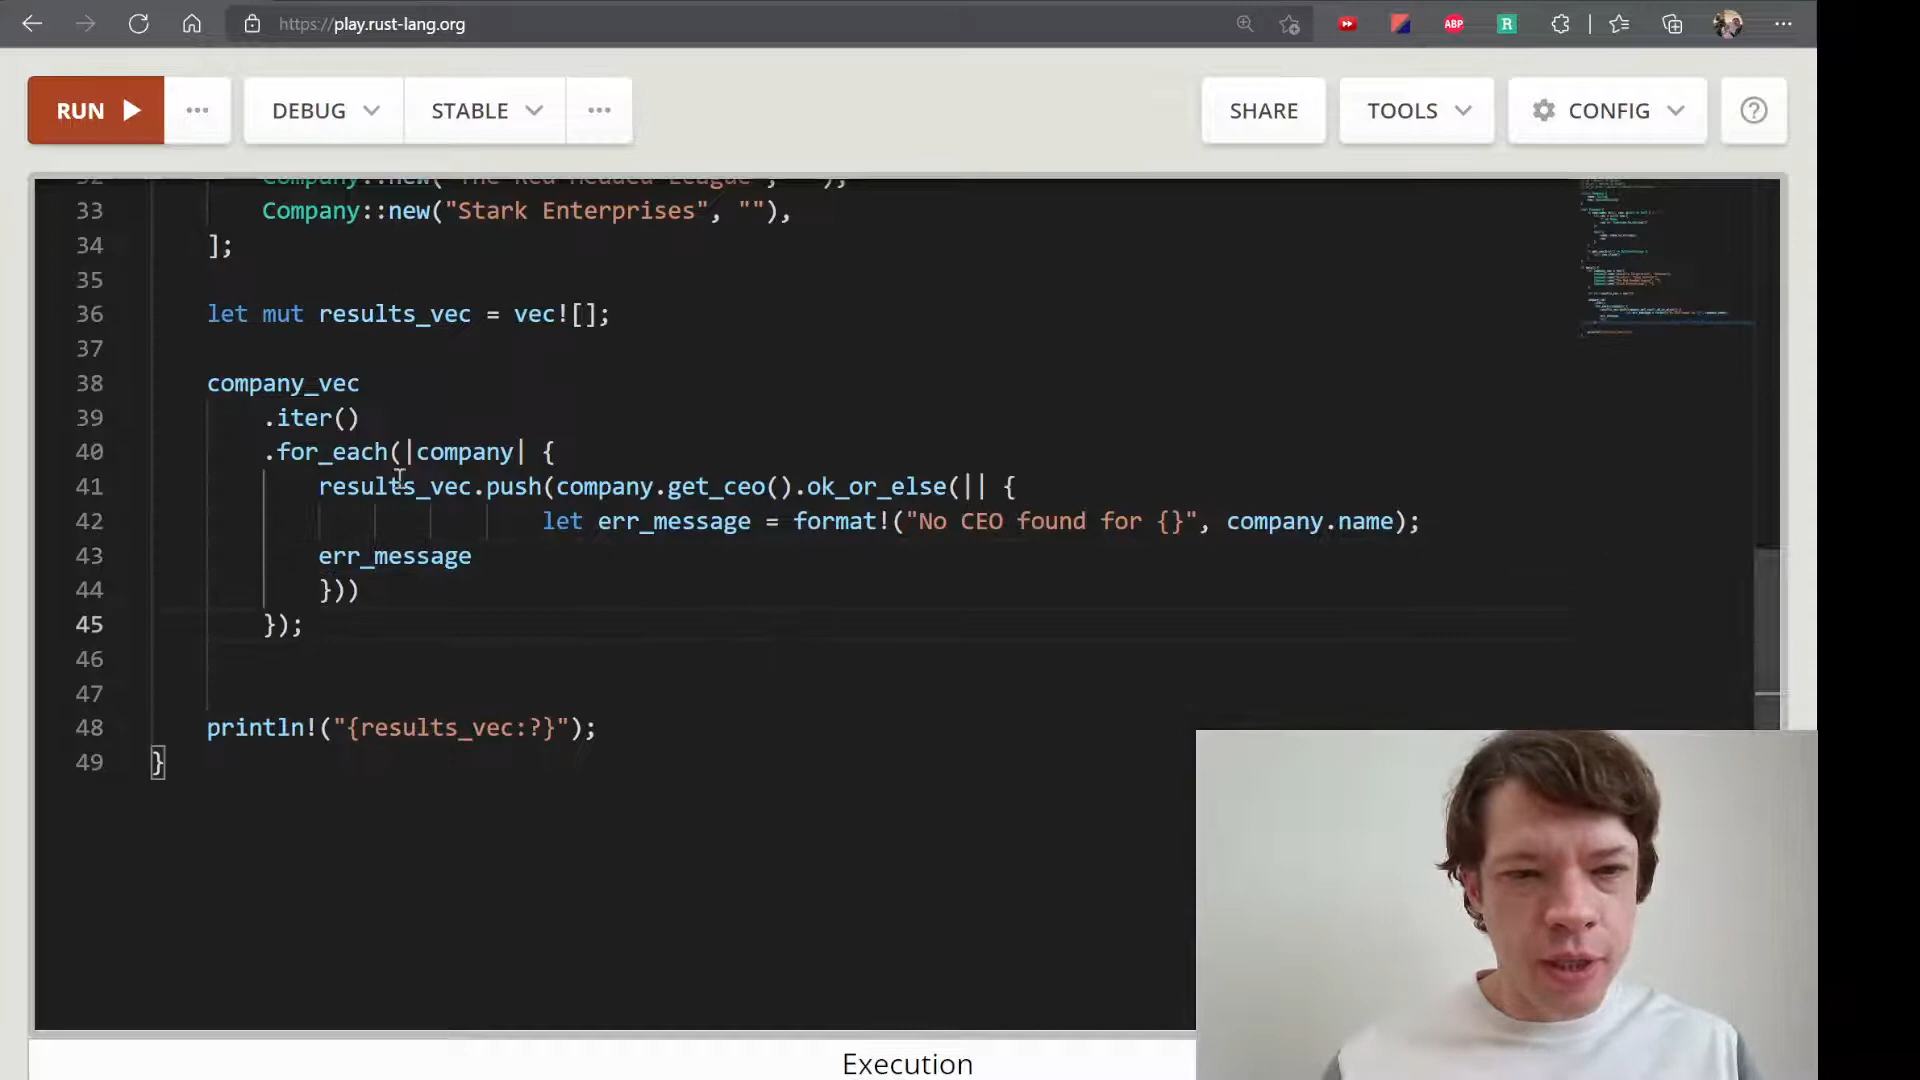 https://play.rust-lang.org
ABP
R
RUN
DEBUG
STABLE
SHARE
TOOLS
CONFIG
32 Company::new("The Red-Headed League", ""),
33 Company::new("Stark Enterprises", ""),
34 ];
35
36 let mut results_vec = vec![];
37
38 company_vec
39 .iter()
40 .for_each(|company| {
41 results_vec.push(company.get_ceo().ok_or_else(|| {
42 let err_message = format!("No CEO found for {}", company.name);
43 err_message
44 }))
45 });
46
47
48 println!("{results_vec:?}");
49 }
Execution